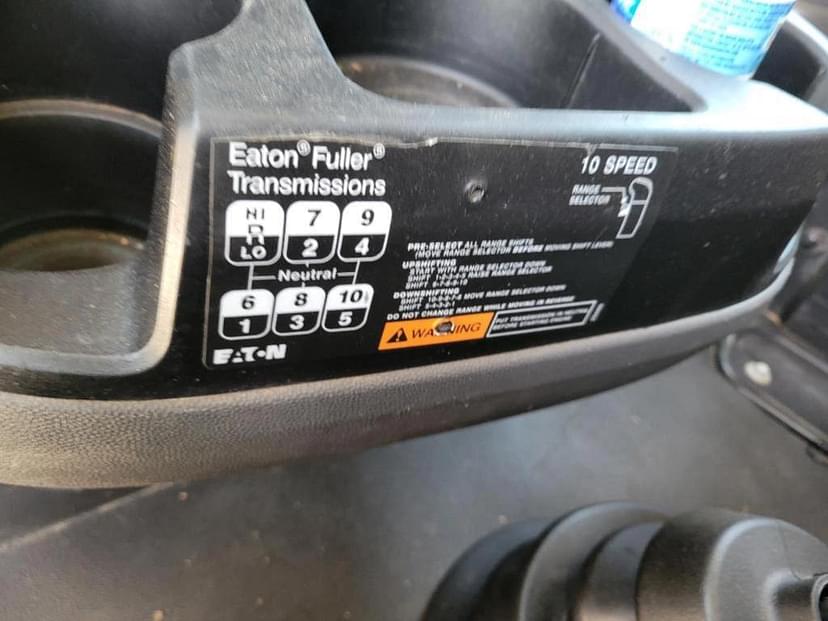 Eaton® Fuller®
Transmissions
10 SPEED
RANGE
SELECTOR
HI 7 9
R
LO 2 4
Neutral
6 8 10
1 3 5
PRE-SELECT ALL RANGE SHIFTS
(MOVE RANGE SELECTOR BEFORE MOVING SHIFT LEVER)
UPSHIFTING
START WITH RANGE SELECTOR DOWN
SHIFT 1-2-3-4-5 RAISE RANGE SELECTOR
SHIFT 6-7-8-9-10
DOWNSHIFTING
SHIFT 10-9-8-7-6 MOVE RANGE SELECTOR DOWN
SHIFT 5-4-3-2-1
DO NOT CHANGE RANGE WHILE MOVING IN REVERSE
WARNING
PUT TRANSMISSION IN NEUTRAL
BEFORE STARTING ENGINE
EATON